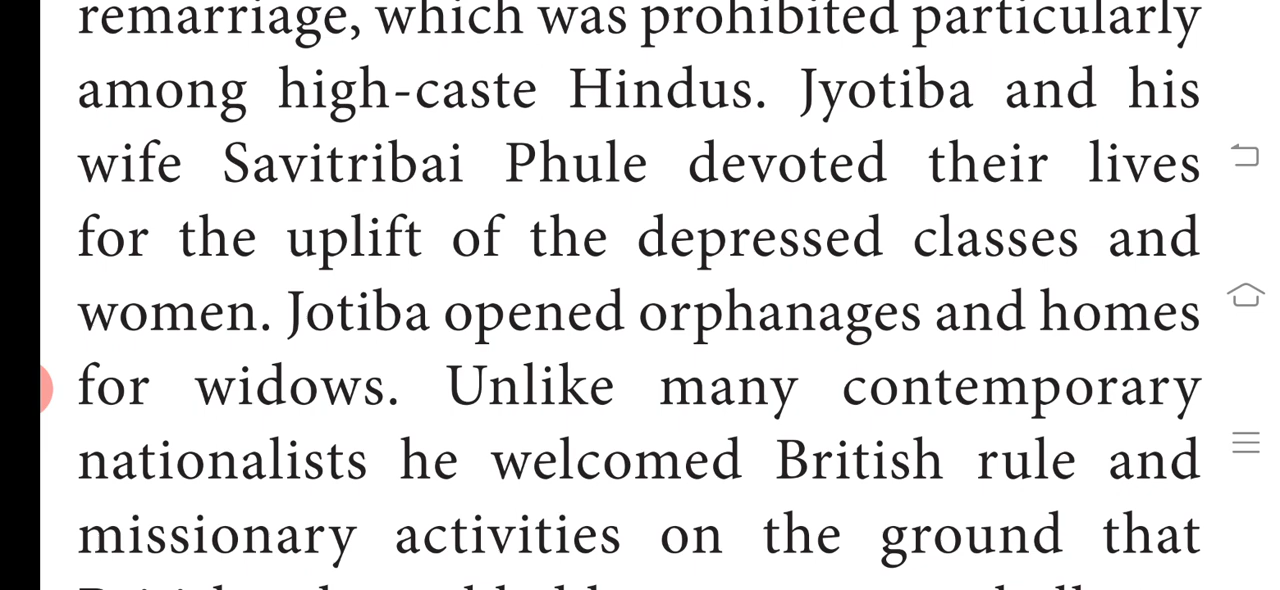 remarriage, which was prohibited particularly
among high-caste Hindus. Jyotiba and his
wife Savitribai Phule devoted their lives
for the uplift of the depressed classes and
women. Jotiba opened orphanages and homes
for widows. Unlike many contemporary
nationalists he welcomed British rule and
missionary activities on the ground that